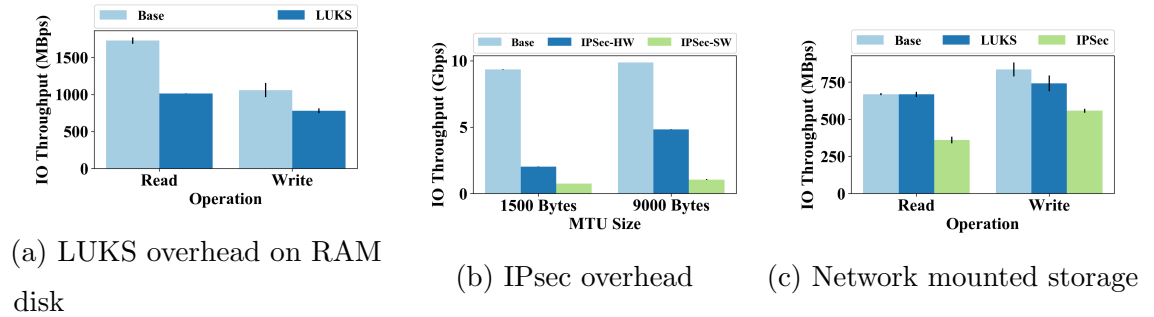 Base LUKS
IO Throughput (MBps)
1500
1000
500
0
Read Write
Operation
(a) LUKS overhead on RAM
disk
Base IPSec-HW IPSec-SW
IO Throughput (Gbps)
10
5
0
1500 Bytes 9000 Bytes
MTU Size
(b) IPsec overhead
Base LUKS IPSec
IO Throughput (MBps)
750
500
250
0
Read Write
Operation
(c) Network mounted storage